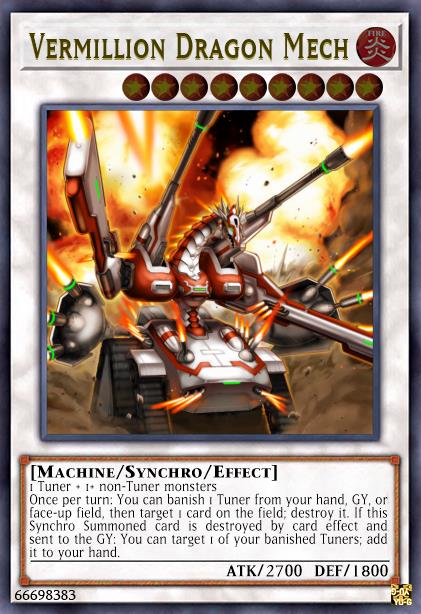 VERMILLION DRAGON MECH
FIRE
炎
[MACHINE/SYNCHRO/EFFECT]
1 Tuner + 1+ non-Tuner monsters
Once per turn: You can banish 1 Tuner from your hand, GY, or
face-up field, then target 1 card on the field; destroy it. If this
Synchro Summoned card is destroyed by card effect and
sent to the GY: You can target 1 of your banished Tuners; add
it to your hand.
ATK/2700 DEF/1800
66698383